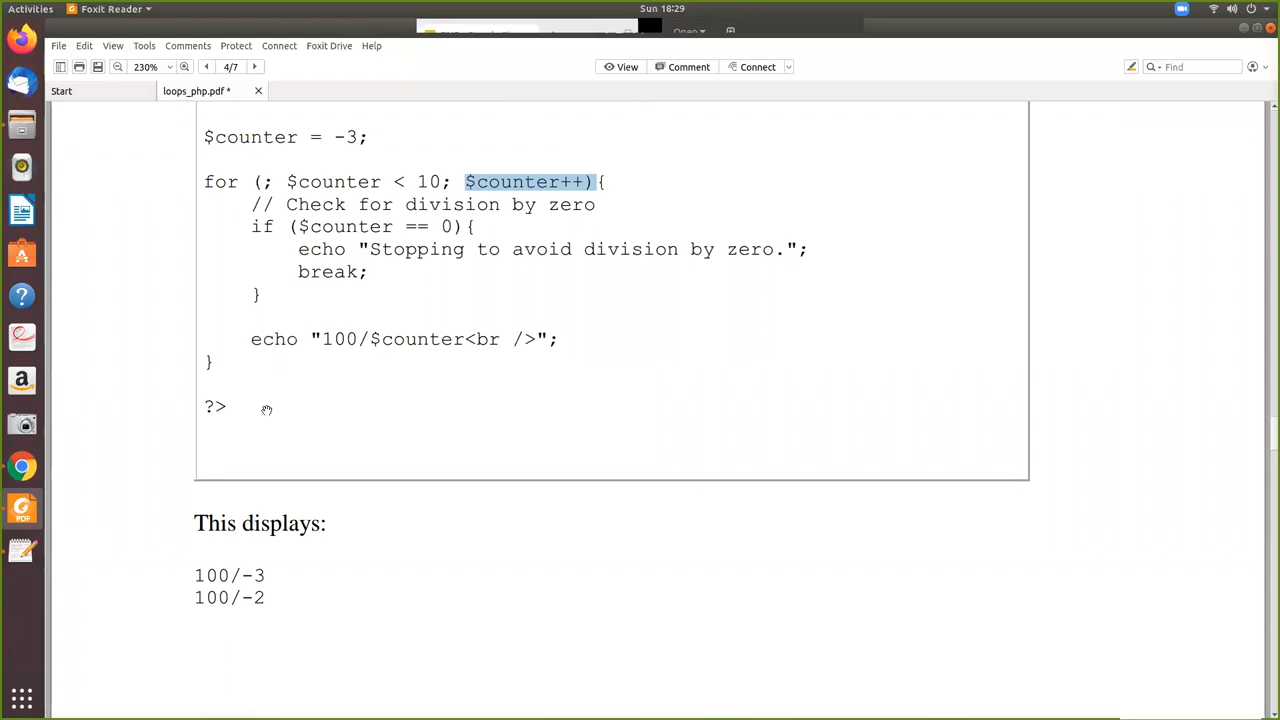 Activities
Foxit Reader
Sun 18:29
File Edit View Tools Comments Protect Connect Foxit Drive Help
230% 4/7 View Comment Connect Find
Start loops_php.pdf *
$counter = -3;
for (; $counter < 10; $counter++){
// Check for division by zero
if ($counter == 0){
echo "Stopping to avoid division by zero.";
break;
}
echo "100/$counter<br />";
}
?>
This displays:
100/-3
100/-2